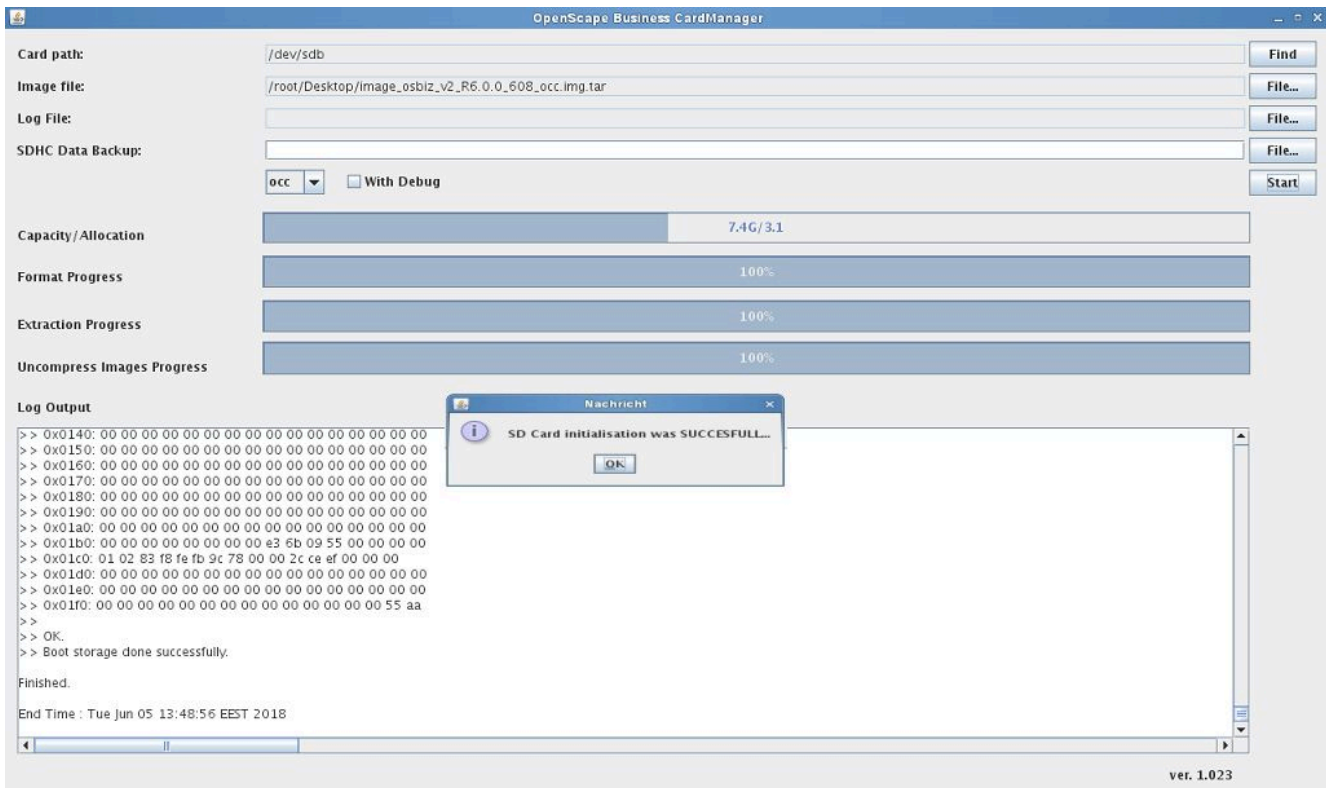 OpenScape Business CardManager
Card path: /dev/sdb Find
Image file: /root/Desktop/image_osbiz_v2_R6.0.0_608_occ.img.tar File...
Log File: File...
SDHC Data Backup: File...
occ With Debug Start
Capacity/Allocation 7.4G/3.1
Format Progress 100%
Extraction Progress 100%
Uncompress Images Progress 100%
Log Output
Nachricht
SD Card initialisation was SUCCESFULL...
OK
>> 0x0140: 00 00 00 00 00 00 00 00 00 00 00 00 00 00 00 00
>> 0x0150: 00 00 00 00 00 00 00 00 00 00 00 00 00 00 00 00
>> 0x0160: 00 00 00 00 00 00 00 00 00 00 00 00 00 00 00 00
>> 0x0170: 00 00 00 00 00 00 00 00 00 00 00 00 00 00 00 00
>> 0x0180: 00 00 00 00 00 00 00 00 00 00 00 00 00 00 00 00
>> 0x0190: 00 00 00 00 00 00 00 00 00 00 00 00 00 00 00 00
>> 0x01a0: 00 00 00 00 00 00 00 00 00 00 00 00 00 00 00 00
>> 0x01b0: 00 00 00 00 00 00 00 00 e3 6b 09 55 00 00 00 00
>> 0x01c0: 01 02 83 f8 fe fb 9c 78 00 00 2c ce ef 00 00 00
>> 0x01d0: 00 00 00 00 00 00 00 00 00 00 00 00 00 00 00 00
>> 0x01e0: 00 00 00 00 00 00 00 00 00 00 00 00 00 00 00 00
>> 0x01f0: 00 00 00 00 00 00 00 00 00 00 00 00 00 00 55 aa
>>
>> OK.
>> Boot storage done successfully.
Finished.
End Time : Tue Jun 05 13:48:56 EEST 2018
ver. 1.023